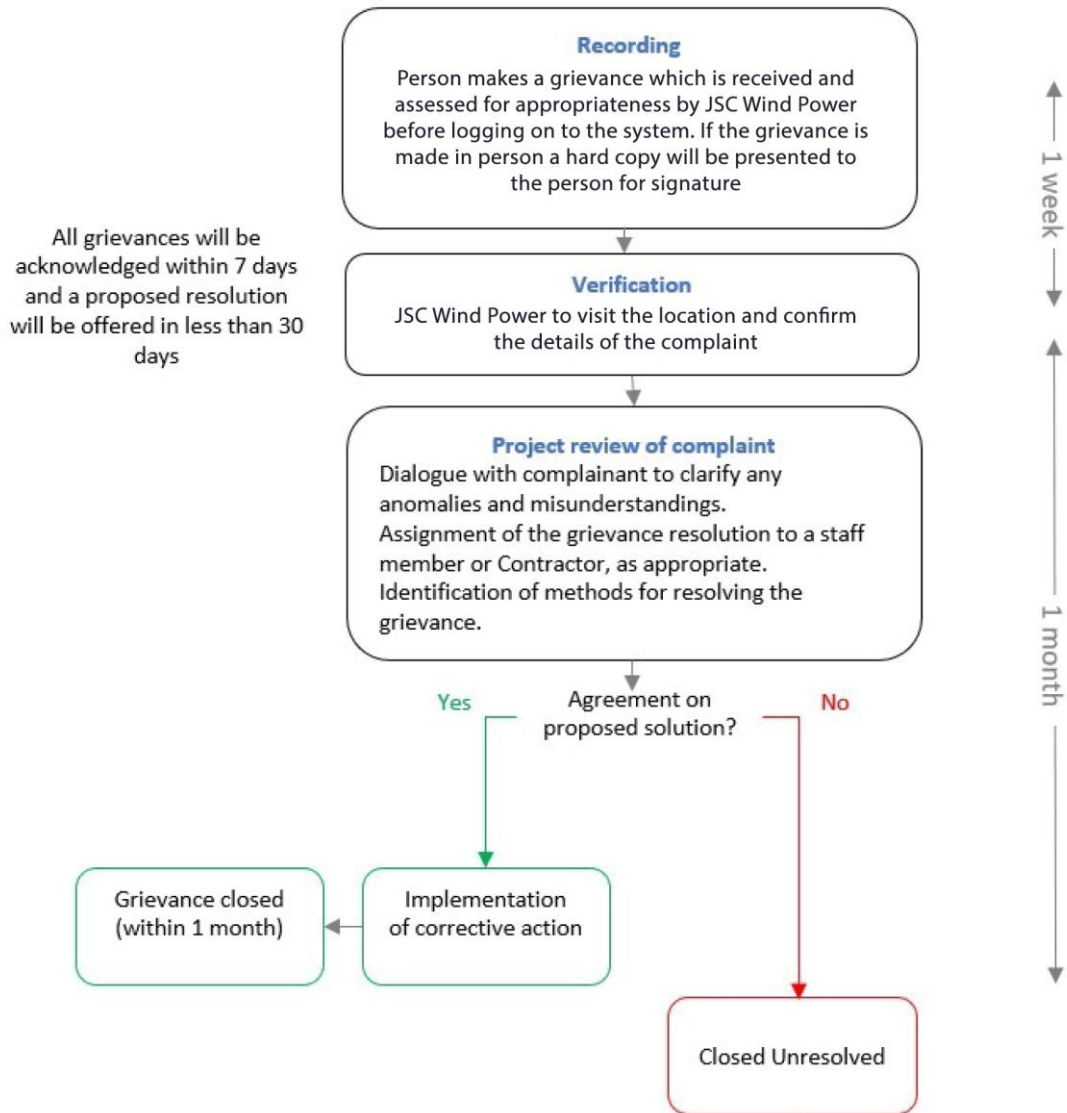 Recording
Person makes a grievance which is received and
assessed for appropriateness by JSC Wind Power
before logging on to the system. If the grievance is
made in person a hard copy will be presented to
the person for signature
1 week
All grievances will be
acknowledged within 7 days
and a proposed resolution
will be offered in less than 30
days
Verification
JSC Wind Power to visit the location and confirm
the details of the complaint
Project review of complaint
Dialogue with complainant to clarify any
anomalies and misunderstandings.
Assignment of the grievance resolution to a staff
member or Contractor, as appropriate.
Identification of methods for resolving the
grievance.
1 month
Yes
Agreement on
proposed solution?
No
Grievance closed
(within 1 month)
Implementation
of corrective action
Closed Unresolved